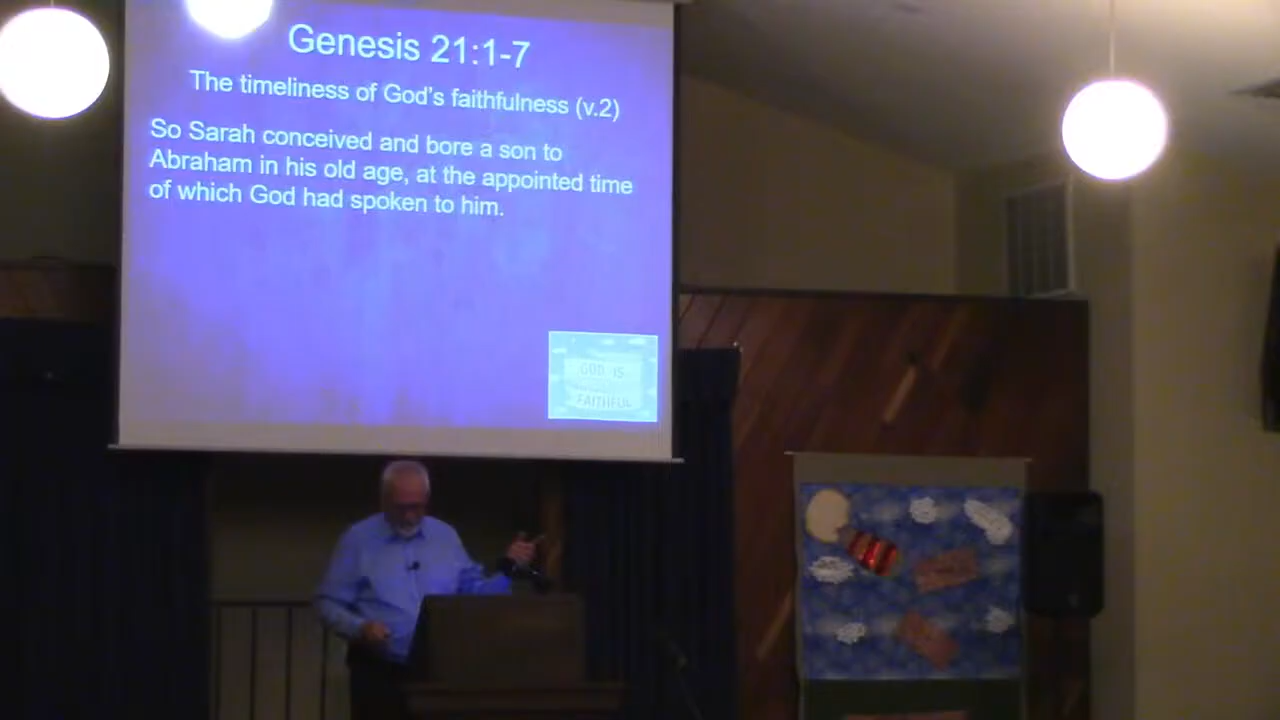 Genesis 21:1-7
The timeliness of God's faithfulness (v.2)
So Sarah conceived and bore a son to
Abraham in his old age, at the appointed time
of which God had spoken to him.
GOD IS
FAITHFUL